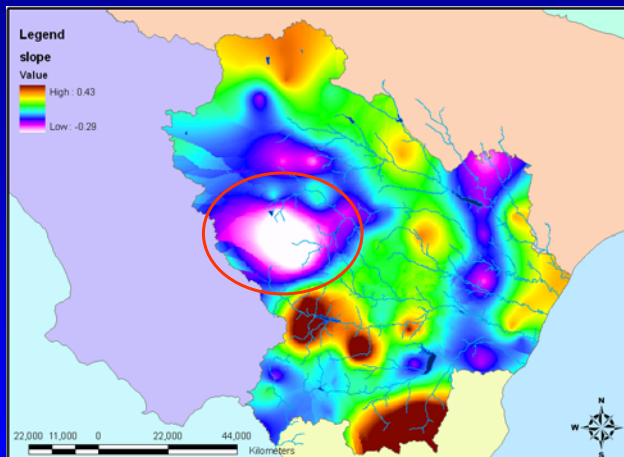 Legend
slope
Value
High : 0.43
Low : -0.29
N
W E
S
22,000 11,000 0 22,000 44,000
Kilometers